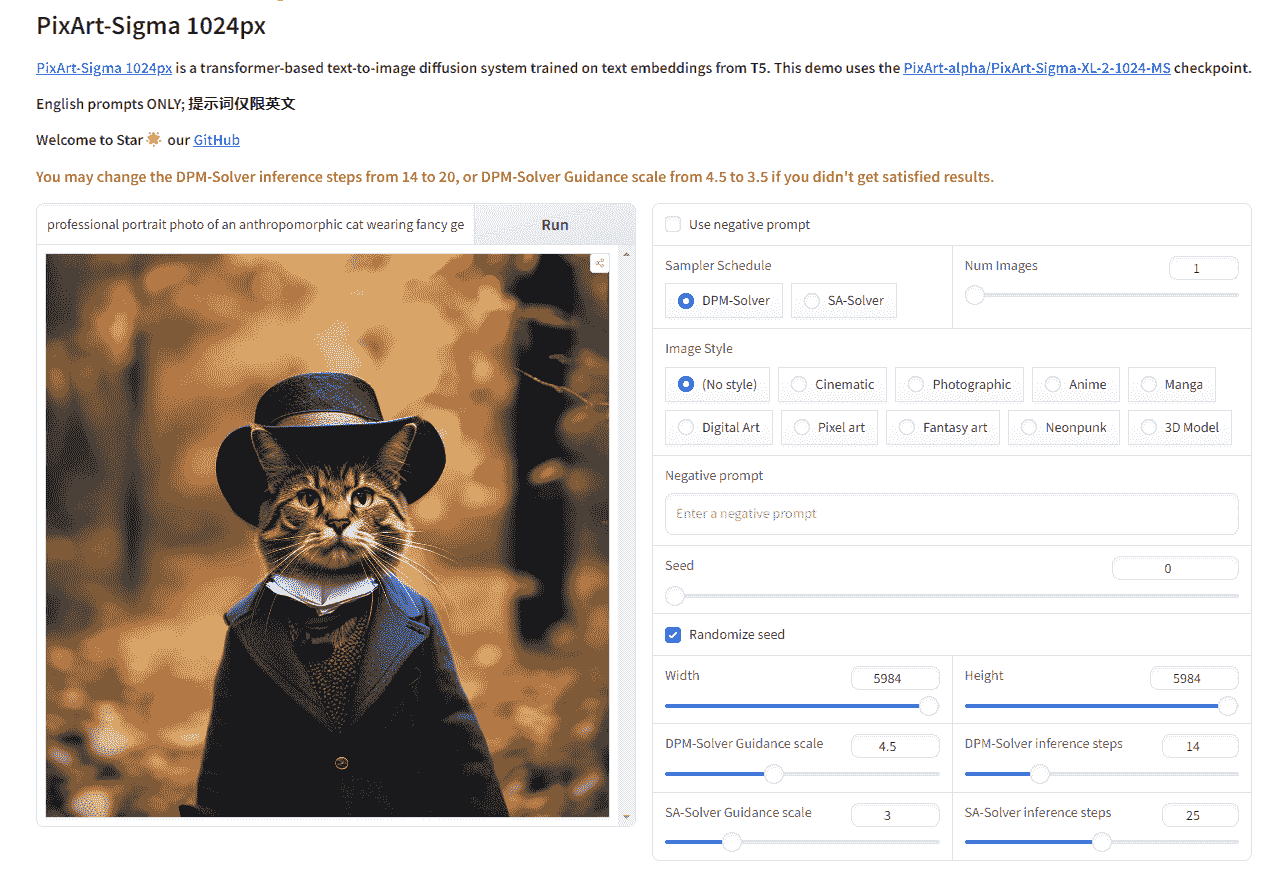 PixArt-Sigma 1024px
PixArt-Sigma 1024px is a transformer-based text-to-image diffusion system trained on text embeddings from T5. This demo uses the PixArt-alpha/PixArt-Sigma-XL-2-1024-MS checkpoint.
English prompts ONLY; 提示词仅限英文
Welcome to Star🌟 our GitHub
You may change the DPM-Solver inference steps from 14 to 20, or DPM-Solver Guidance scale from 4.5 to 3.5 if you didn't get satisfied results.
professional portrait photo of an anthropomorphic cat wearing fancy ge
Run
Use negative prompt
Sampler Schedule
DPM-Solver SA-Solver
Num Images 1
Image Style
(No style) Cinematic Photographic Anime Manga
Digital Art Pixel art Fantasy art Neonpunk 3D Model
Negative prompt
Enter a negative prompt
Seed 0
Randomize seed
Width 5984 Height 5984
DPM-Solver Guidance scale 4.5 DPM-Solver inference steps 14
SA-Solver Guidance scale 3 SA-Solver inference steps 25